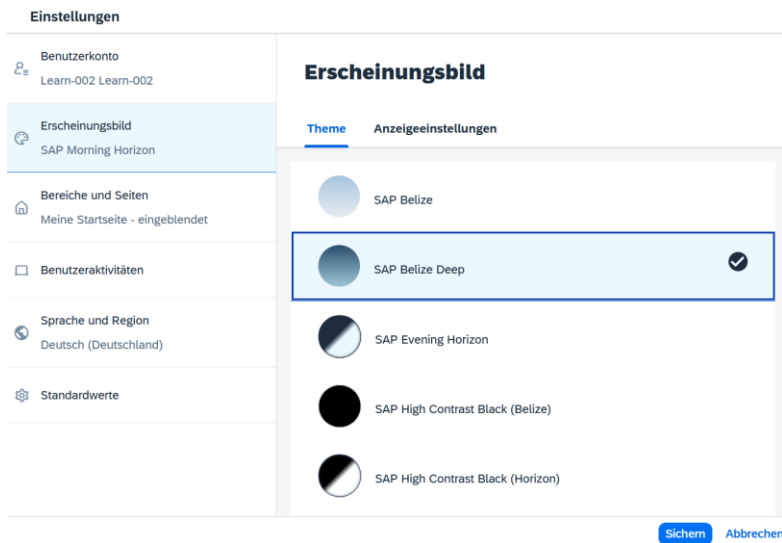 Einstellungen
Benutzerkonto
Learn-002 Learn-002
Erscheinungsbild
SAP Morning Horizon
Bereiche und Seiten
Meine Startseite - eingeblendet
Benutzeraktivitäten
Sprache und Region
Deutsch (Deutschland)
Standardwerte
Erscheinungsbild
Theme Anzeigeeinstellungen
SAP Belize
SAP Belize Deep
SAP Evening Horizon
SAP High Contrast Black (Belize)
SAP High Contrast Black (Horizon)
Sichern Abbrechen